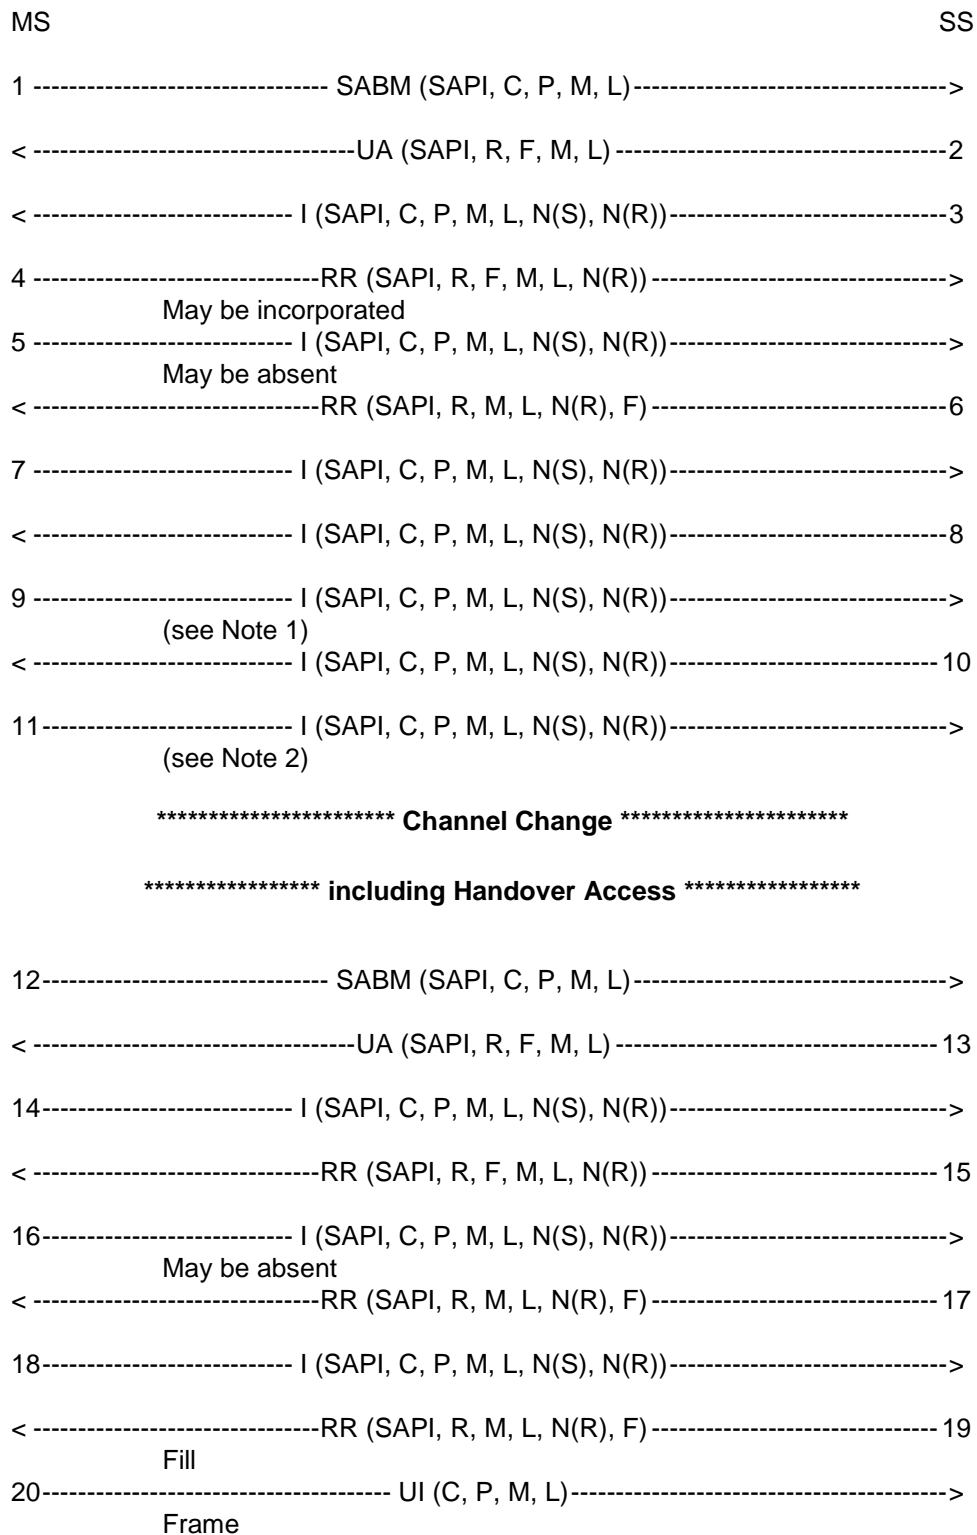 MS SS
1 --------------------------------- SABM (SAPI, C, P, M, L)----------------------------------->
< ------------------------------------UA (SAPI, R, F, M, L) -------------------------------------2
< ----------------------------- I (SAPI, C, P, M, L, N(S), N(R))-------------------------------3
4 --------------------------------RR (SAPI, R, F, M, L, N(R)) --------------------------------->
May be incorporated
5 ----------------------------- I (SAPI, C, P, M, L, N(S), N(R))------------------------------->
May be absent
< --------------------------------RR (SAPI, R, M, L, N(R), F) ---------------------------------6
7 ----------------------------- I (SAPI, C, P, M, L, N(S), N(R))------------------------------->
< ----------------------------- I (SAPI, C, P, M, L, N(S), N(R))-------------------------------8
9 ----------------------------- I (SAPI, C, P, M, L, N(S), N(R))------------------------------->
(see Note 1)
< ----------------------------- I (SAPI, C, P, M, L, N(S), N(R))------------------------------ 10
11---------------------------- I (SAPI, C, P, M, L, N(S), N(R))------------------------------->
(see Note 2)
*********************** Channel Change **********************
***************** including Handover Access *****************
12-------------------------------- SABM (SAPI, C, P, M, L)----------------------------------->
< ------------------------------------UA (SAPI, R, F, M, L) ------------------------------------ 13
14---------------------------- I (SAPI, C, P, M, L, N(S), N(R))------------------------------->
< --------------------------------RR (SAPI, R, F, M, L, N(R)) -------------------------------- 15
16---------------------------- I (SAPI, C, P, M, L, N(S), N(R))------------------------------->
May be absent
< --------------------------------RR (SAPI, R, M, L, N(R), F) -------------------------------- 17
18---------------------------- I (SAPI, C, P, M, L, N(S), N(R))------------------------------->
< --------------------------------RR (SAPI, R, M, L, N(R), F) -------------------------------- 19
Fill
20--------------------------------------- UI (C, P, M, L)------------------------------------------>
Frame